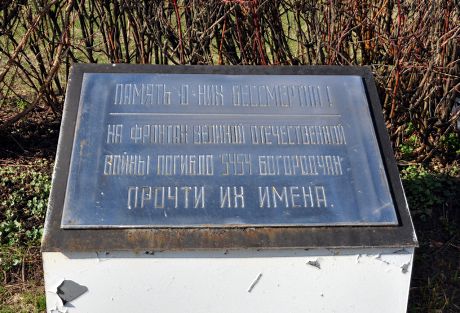 ПАМЯТЬ О НИХ БЕССМЕРТНА!
НА ФРОНТАХ ВЕЛИКОЙ ОТЕЧЕСТВЕННОЙ
ВОЙНЫ ПОГИБЛО 5454 БОГОРОДЧАН
ПРОЧТИ ИХ ИМЕНА.